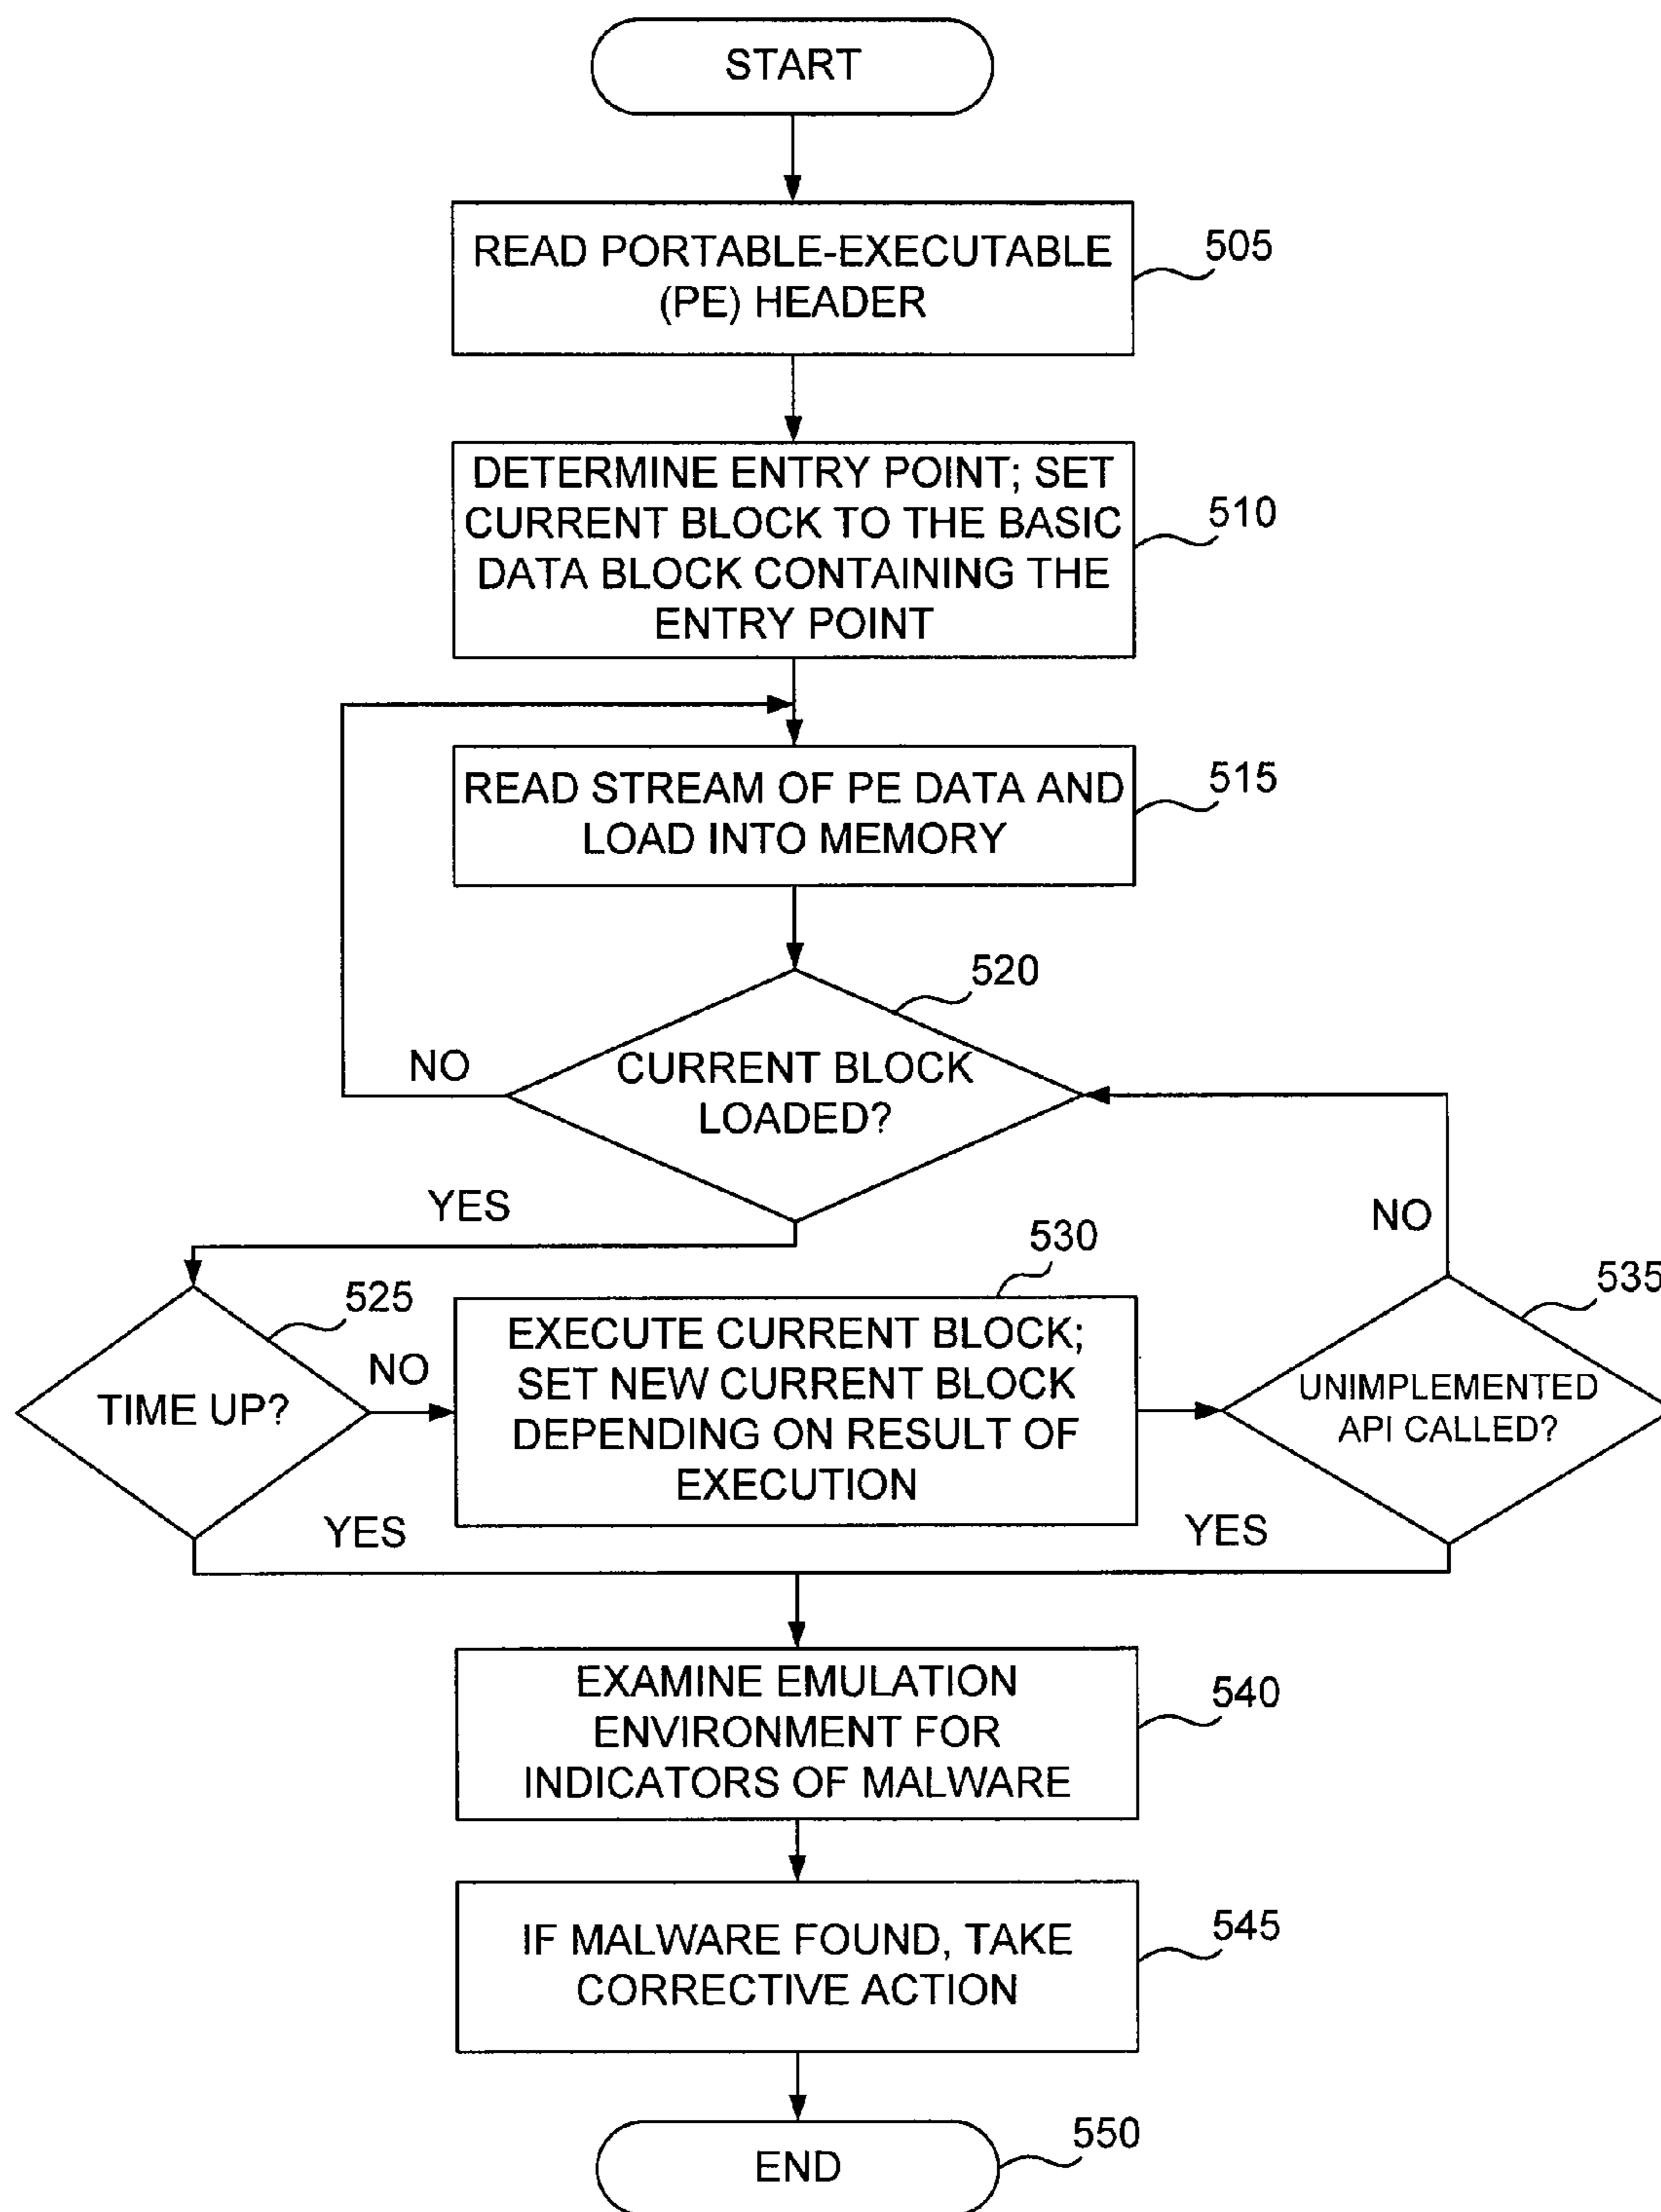 START
READ PORTABLE-EXECUTABLE
(PE) HEADER
505
DETERMINE ENTRY POINT; SET
CURRENT BLOCK TO THE BASIC
DATA BLOCK CONTAINING THE
ENTRY POINT
510
READ STREAM OF PE DATA AND
LOAD INTO MEMORY
515
520
CURRENT BLOCK
LOADED?
NO
YES
NO
525
TIME UP?
NO
530
EXECUTE CURRENT BLOCK;
SET NEW CURRENT BLOCK
DEPENDING ON RESULT OF
EXECUTION
535
UNIMPLEMENTED
API CALLED?
YES
YES
EXAMINE EMULATION
ENVIRONMENT FOR
INDICATORS OF MALWARE
540
IF MALWARE FOUND, TAKE
CORRECTIVE ACTION
545
END
550